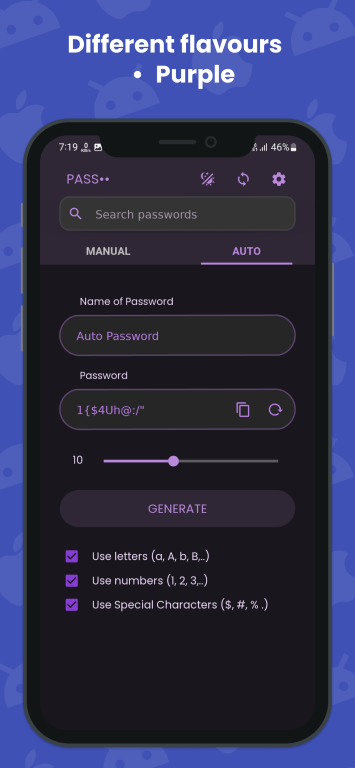 Different flavours
• Purple
7:19
46%
PASS••
Search passwords
MANUAL AUTO
Name of Password
Auto Password
Password
1{$4Uh@:/"
10
GENERATE
Use letters (a, A, b, B,..)
Use numbers (1, 2, 3,..)
Use Special Characters ($, #, % .)